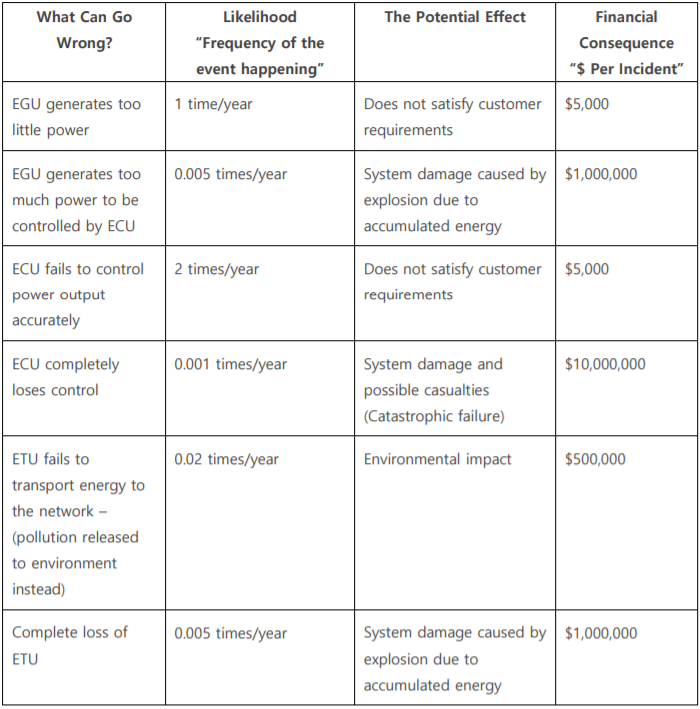 What Can Go
Wrong?
Likelihood
“Frequency of the
event happening”
The Potential Effect
Financial
Consequence
“$ Per Incident”
EGU generates too
little power
1 time/year
Does not satisfy customer
requirements
$5,000
EGU generates too
much power to be
controlled by ECU
0.005 times/year
System damage caused by
explosion due to
accumulated energy
$1,000,000
ECU fails to control
power output
accurately
2 times/year
Does not satisfy customer
requirements
$5,000
ECU completely
loses control
0.001 times/year
System damage and
possible casualties
(Catastrophic failure)
$10,000,000
ETU fails to
transport energy to
the network –
(pollution released
to environment
instead)
0.02 times/year
Environmental impact
$500,000
Complete loss of
ETU
0.005 times/year
System damage caused by
explosion due to
accumulated energy
$1,000,000